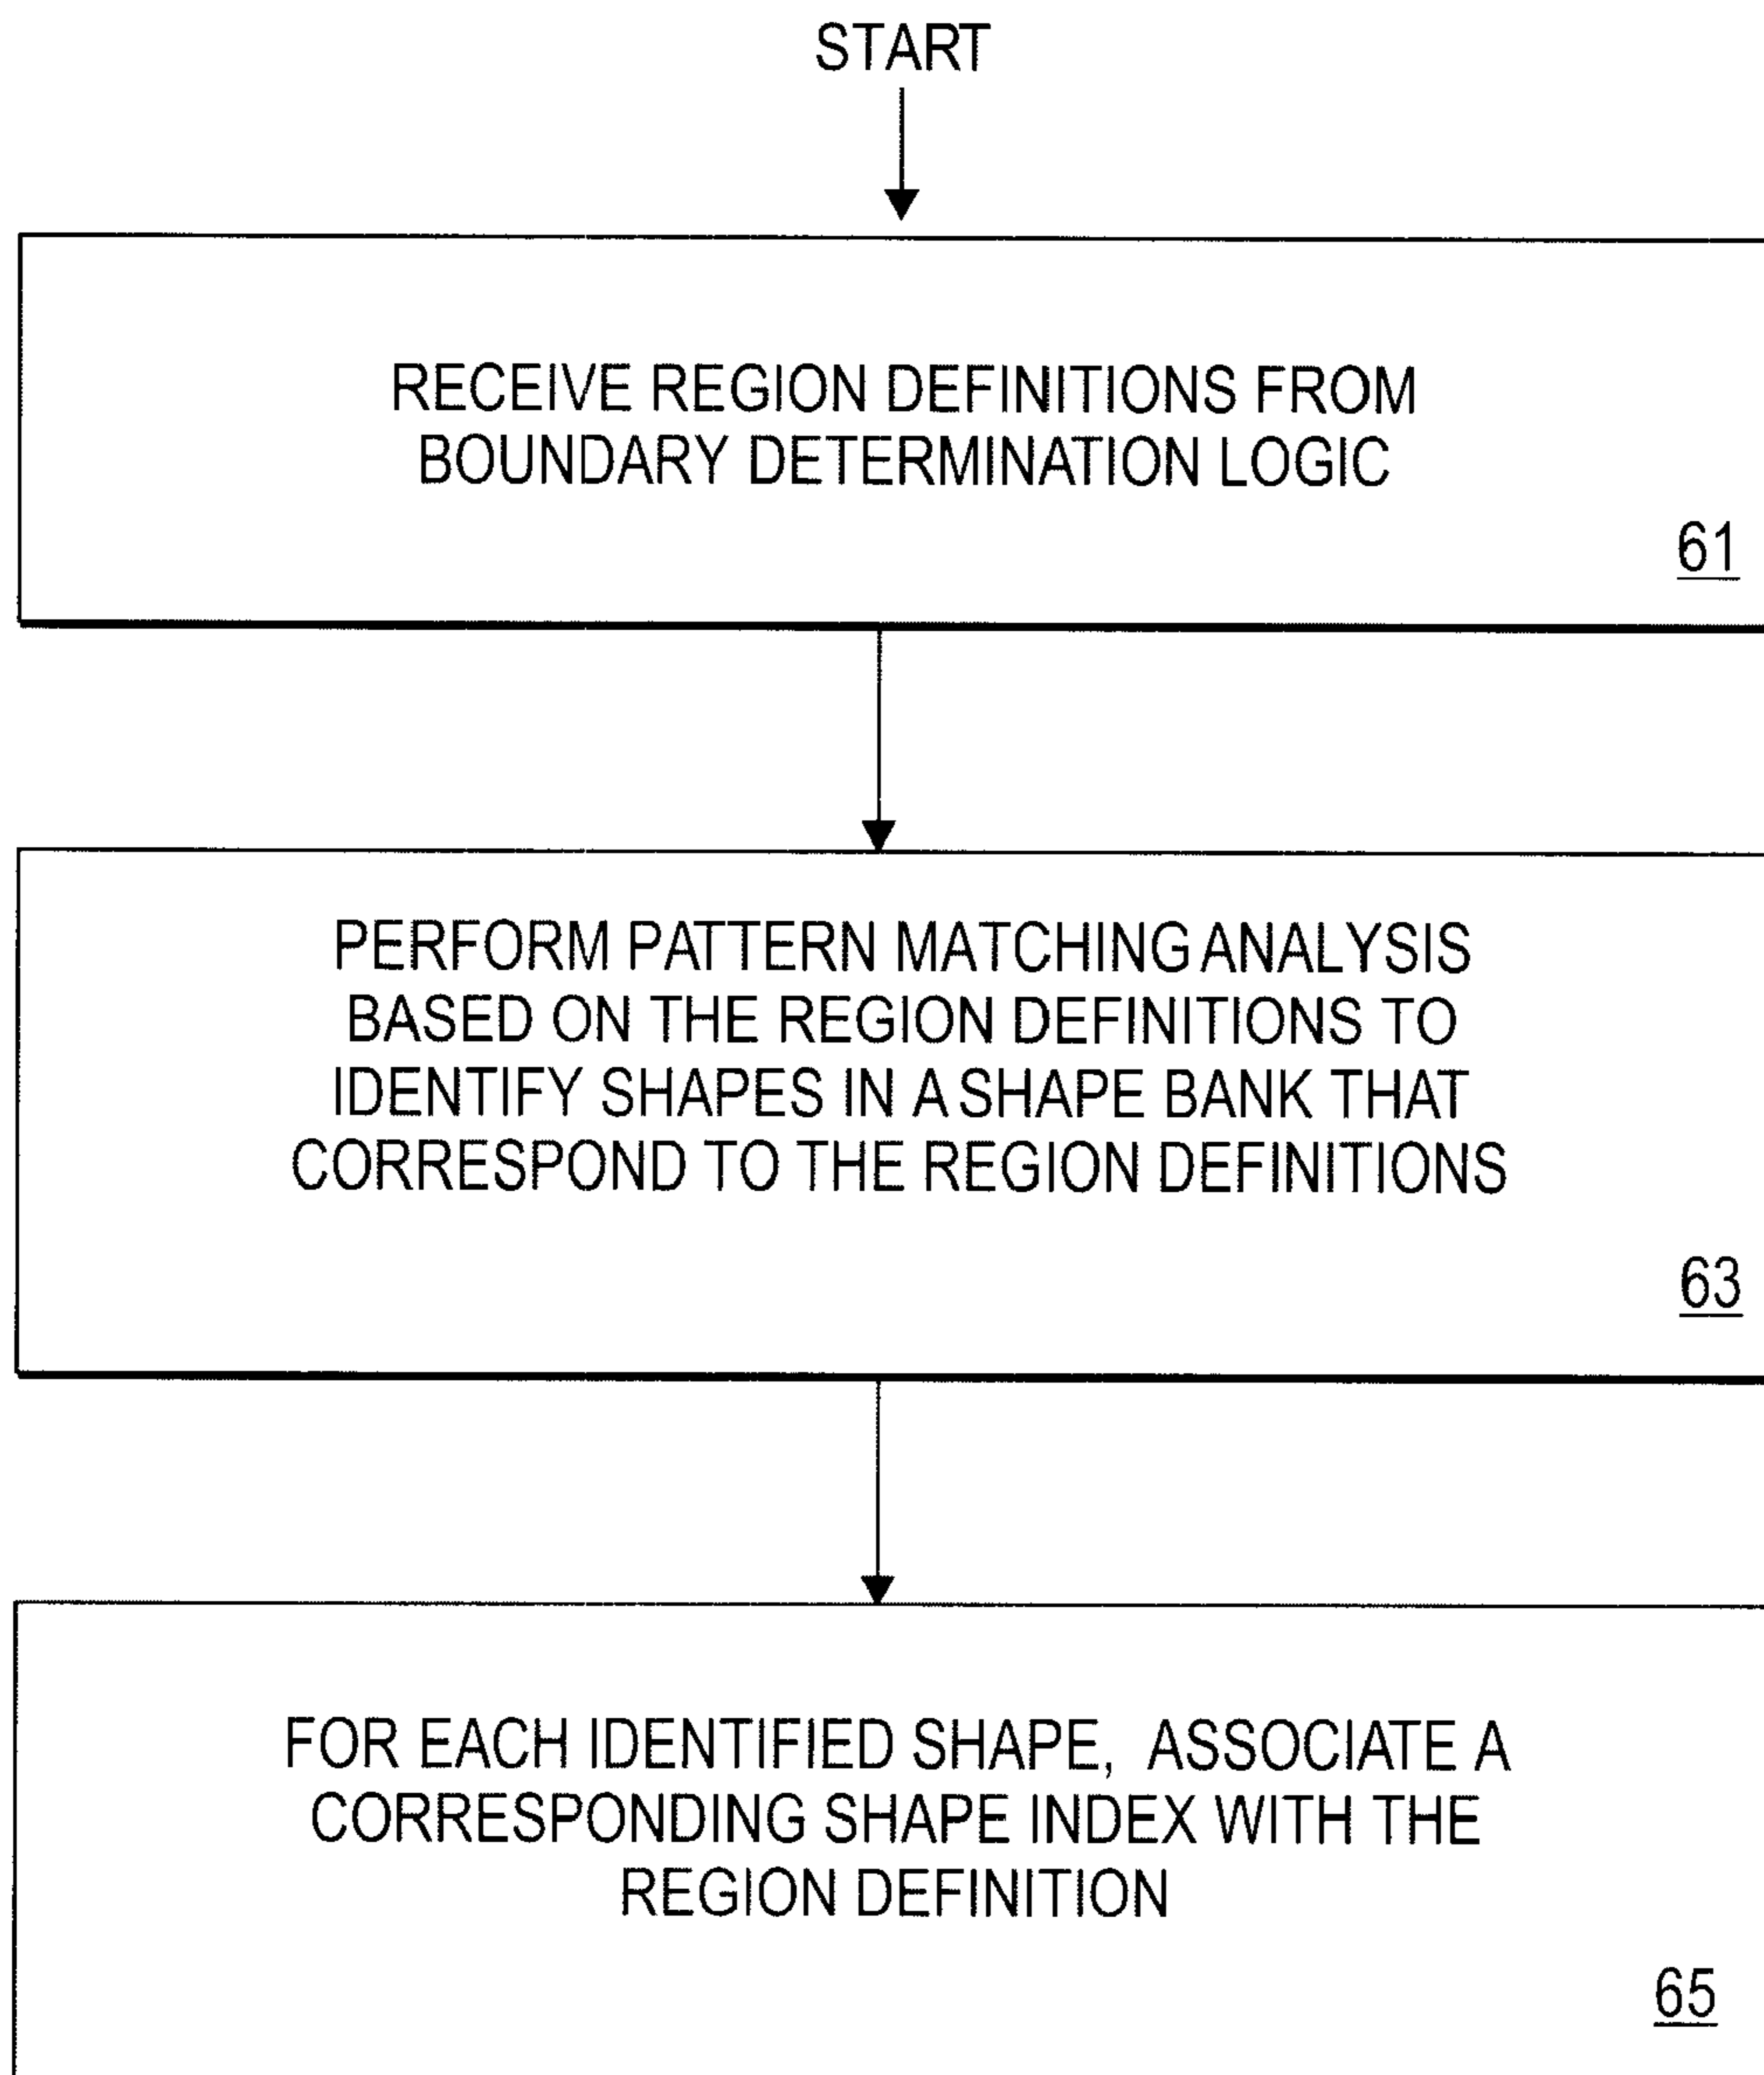 START
RECEIVE REGION DEFINITIONS FROM
BOUNDARY DETERMINATION LOGIC
61
PERFORM PATTERN MATCHING ANALYSIS
BASED ON THE REGION DEFINITIONS TO
IDENTIFY SHAPES IN A SHAPE BANK THAT
CORRESPOND TO THE REGION DEFINITIONS
63
FOR EACH IDENTIFIED SHAPE, ASSOCIATE A
CORRESPONDING SHAPE INDEX WITH THE
REGION DEFINITION
65